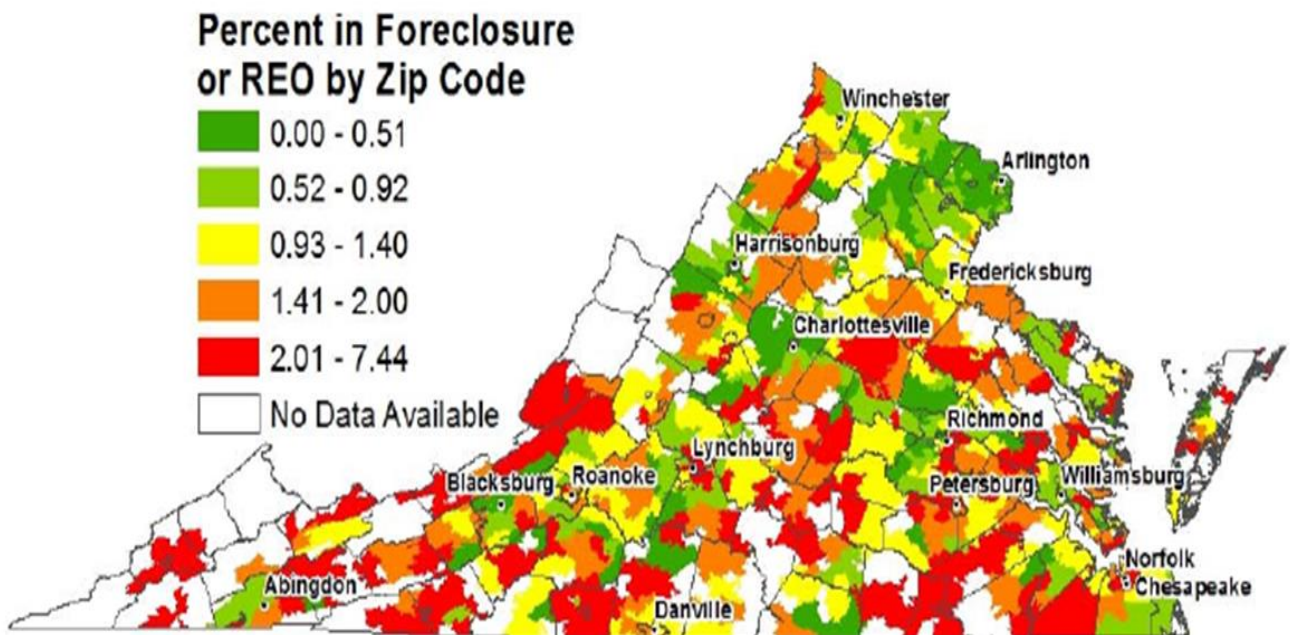 Percent in Foreclosure
or REO by Zip Code
0.00 - 0.51
0.52 - 0.92
0.93 - 1.40
1.41 - 2.00
2.01 - 7.44
No Data Available
Winchester
Arlington
Harrisonburg
Fredericksburg
Charlottesville
Richmond
Lynchburg
Blacksburg
Roanoke
Petersburg
Williamsburg
Norfolk
Abingdon
Chesapeake
Danville